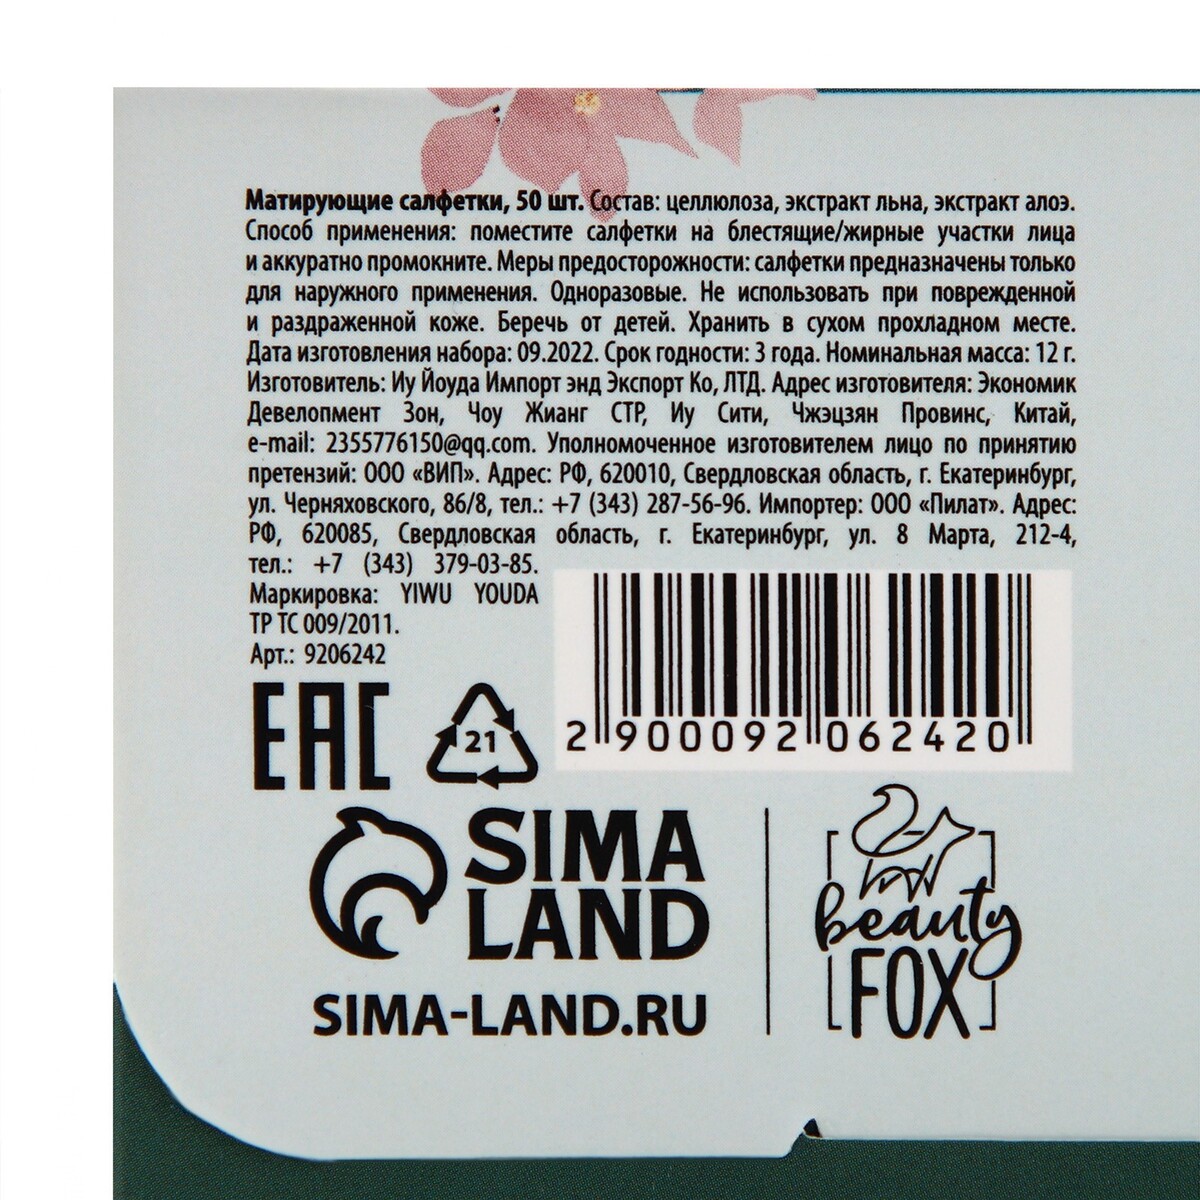 Матирующие салфетки, 50 шт. Состав: целлюлоза, экстракт льна, экстракт алоэ.
Способ применения: поместите салфетки на блестящие/жирные участки лица
и аккуратно промокните. Меры предосторожности: салфетки предназначены только
для наружного применения. Одноразовые. Не использовать при поврежденной
и раздраженной коже. Беречь от детей. Хранить в сухом прохладном месте.
Дата изготовления набора: 09.2022. Срок годности: 3 года. Номинальная масса: 12 г.
Изготовитель: Иу Йоуда Импорт энд Экспорт Ко, ЛТД. Адрес изготовителя: Экономик
Девелопмент Зон, Чоу Жианг СТР, Иу Сити, Чжэцзян Провинс, Китай,
e-mail: 2355776150@qq.com. Уполномоченное изготовителем лицо по принятию
претензий: ООО «ВИП». Адрес: РФ, 620010, Свердловская область, г. Екатеринбург,
ул. Черняховского, 86/8, тел.: +7 (343) 287-56-96. Импортер: ООО «Пилат». Адрес:
РФ, 620085, Свердловская область, г. Екатеринбург, ул. 8 Марта, 212-4,
тел.: +7 (343) 379-03-85.
Маркировка: YIWU YOUDA
ТР ТС 009/2011.
Арт.: 9206242
EAC
21
2 900092 062420
SIMA
LAND
SIMA-LAND.RU
beauty
FOX